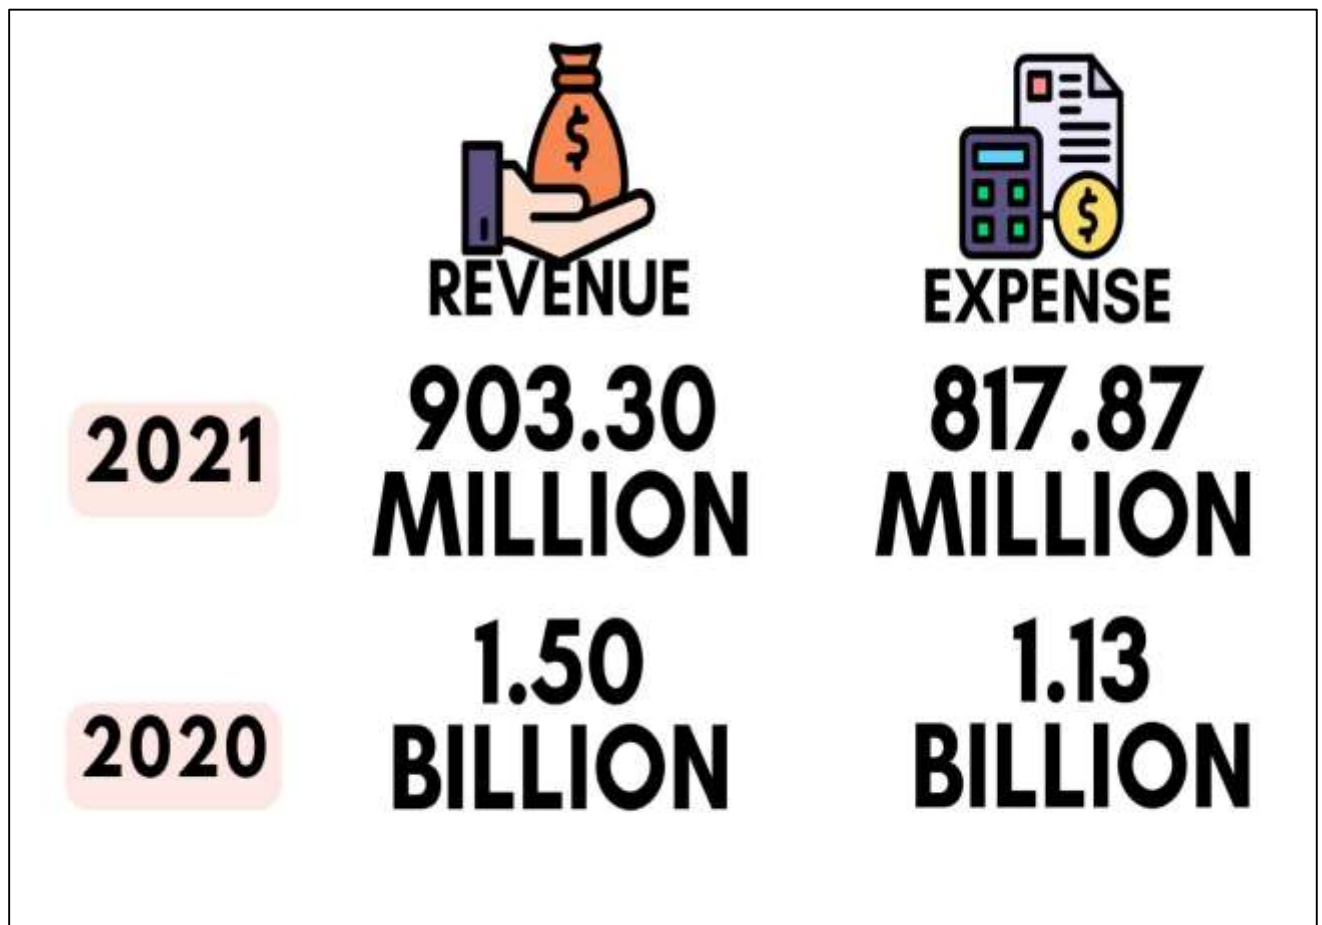 REVENUE
EXPENSE
2021
903.30
MILLION
817.87
MILLION
2020
1.50
BILLION
1.13
BILLION